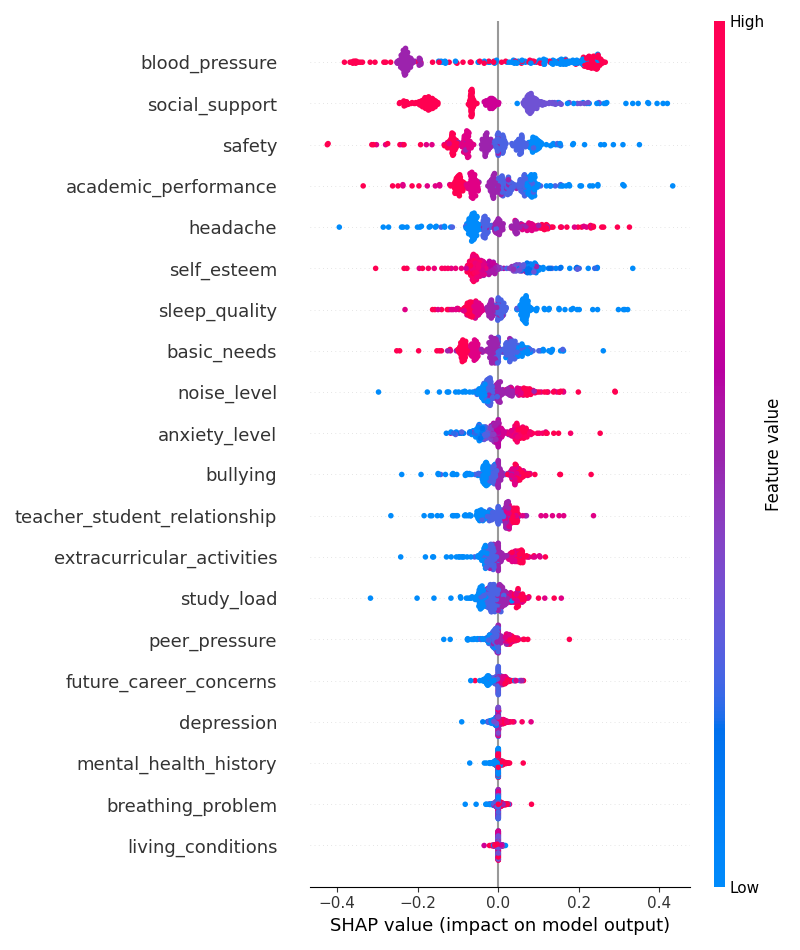 High
blood_pressure
social_support
safety
academic_performance
headache
self_esteem
sleep_quality
basic_needs
noise_level
anxiety_level
bullying
teacher_student_relationship
extracurricular_activities
study_load
peer_pressure
future_career_concerns
depression
mental_health_history
breathing_problem
living_conditions
Feature value
Low
−0.4 −0.2 0.0 0.2 0.4
SHAP value (impact on model output)